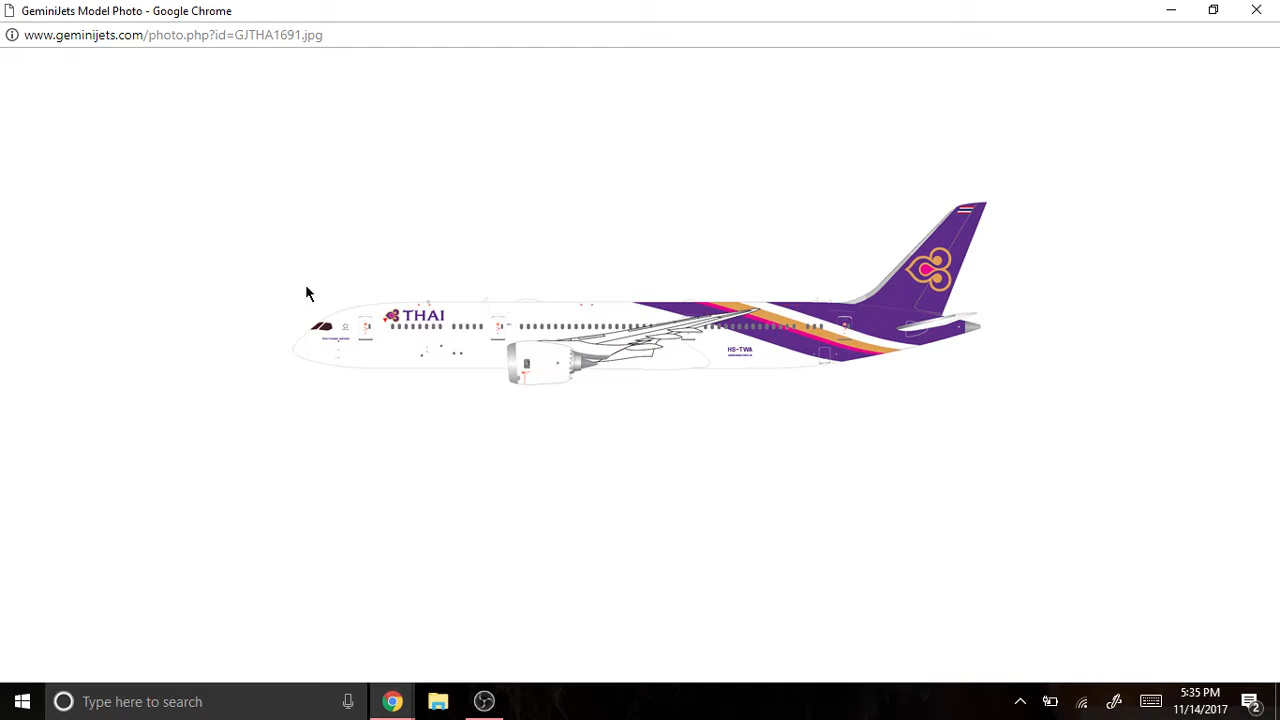 GeminiJets Model Photo - Google Chrome
www.geminijets.com/photo.php?id=GJTHA1691.jpg
THAI
HS-TWA
Type here to search
5:35 PM
11/14/2017
2